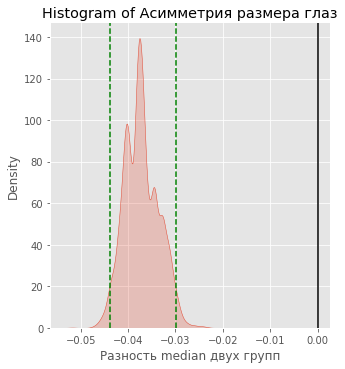 Histogram of Асимметрия размера глаз
140
120
100
80
60
40
20
0
Density
−0.05 −0.04 −0.03 −0.02 −0.01 0.00
Разность median двух групп